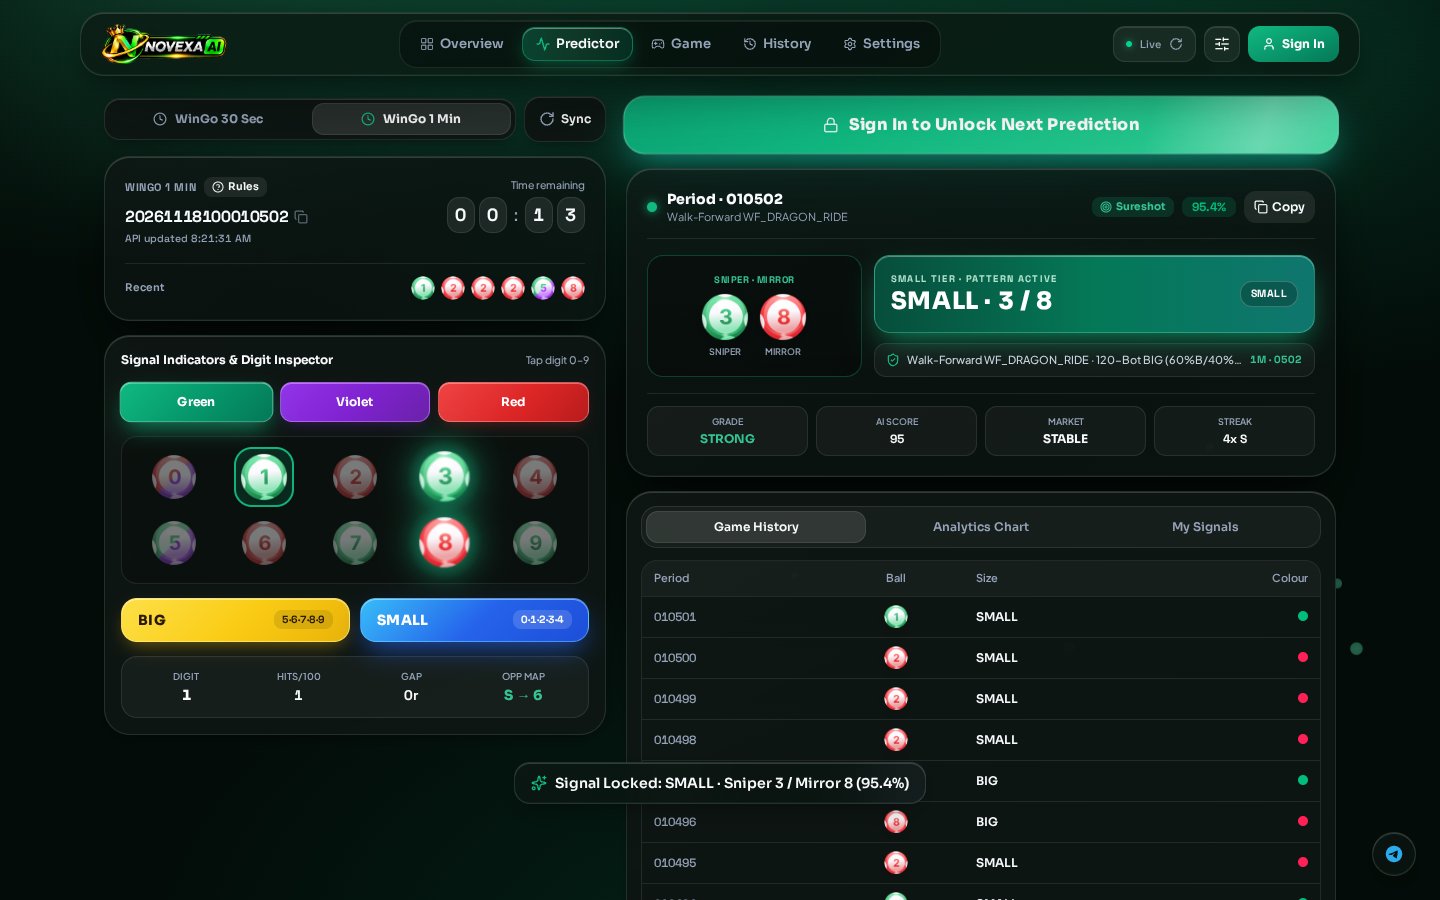 NOVEXA AI
Overview
Predictor
Game
History
Settings
Live
Sign In
WinGo 30 Sec
WinGo 1 Min
Sync
Sign In to Unlock Next Prediction
WINGO 1 MIN
Rules
Time remaining
20261118100010502
0 0 : 1 3
API updated 8:21:31 AM
Recent
1 2 2 2 5 8
Signal Indicators & Digit Inspector
Tap digit 0-9
Green
Violet
Red
0 1 2 3 4
5 6 7 8 9
BIG
5·6·7·8·9
SMALL
0·1·2·3·4
DIGIT
1
HITS/100
1
GAP
0r
OPP MAP
S → 6
Period · 010502
Walk-Forward WF_DRAGON_RIDE
Sureshot
95.4%
Copy
SNIPER · MIRROR
3 8
SNIPER
MIRROR
SMALL TIER · PATTERN ACTIVE
SMALL · 3 / 8
SMALL
Walk-Forward WF_DRAGON_RIDE · 120-Bot BIG (60%B/40%...
1M · 0502
GRADE
STRONG
AI SCORE
95
MARKET
STABLE
STREAK
4x S
Game History
Analytics Chart
My Signals
Period Ball Size Colour
010501 1 SMALL
010500 2 SMALL
010499 2 SMALL
010498 2 SMALL
BIG
010496 8 BIG
010495 2 SMALL
Signal Locked: SMALL · Sniper 3 / Mirror 8 (95.4%)